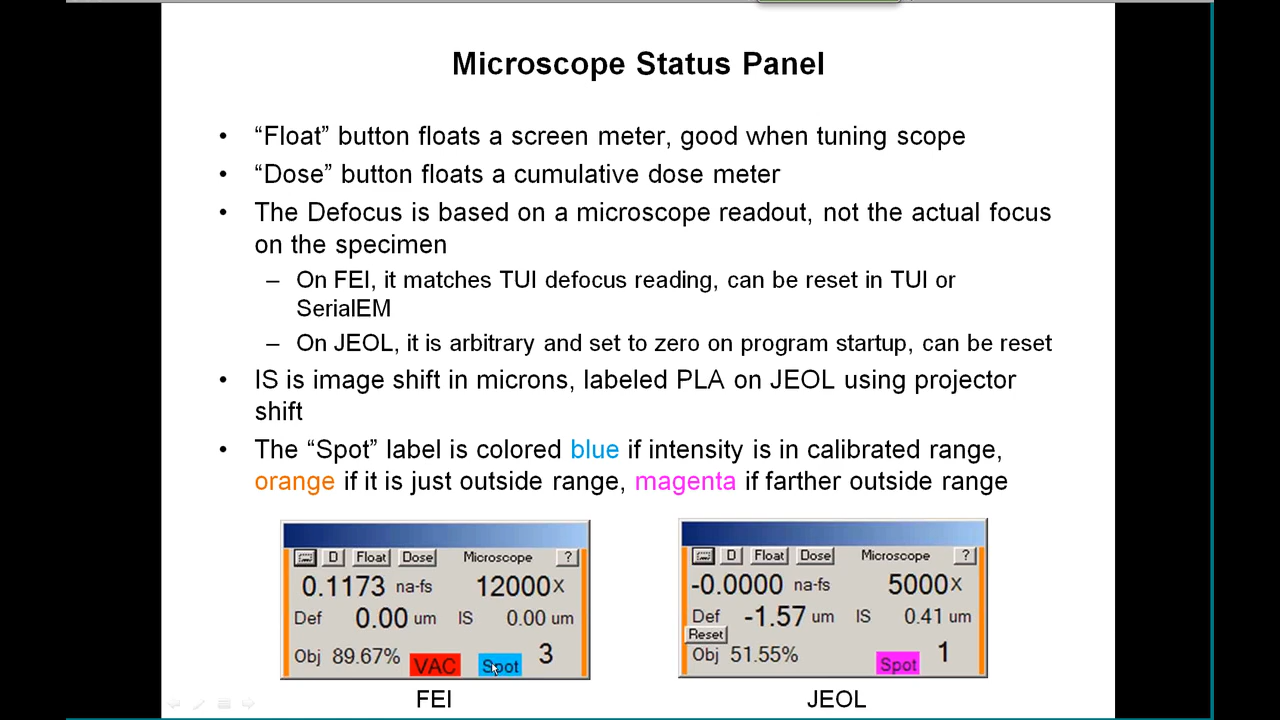 Microscope Status Panel
• “Float” button floats a screen meter, good when tuning scope
• “Dose” button floats a cumulative dose meter
• The Defocus is based on a microscope readout, not the actual focus
on the specimen
– On FEI, it matches TUI defocus reading, can be reset in TUI or
SerialEM
– On JEOL, it is arbitrary and set to zero on program startup, can be reset
• IS is image shift in microns, labeled PLA on JEOL using projector
shift
• The “Spot” label is colored blue if intensity is in calibrated range,
orange if it is just outside range, magenta if farther outside range
D Float Dose Microscope ?
0.1173 na-fs 12000X
Def 0.00 um IS 0.00 um
Obj 89.67% VAC Spot 3
FEI
D Float Dose Microscope ?
-0.0000 na-fs 5000X
Def -1.57 um IS 0.41 um
Reset
Obj 51.55% Spot 1
JEOL